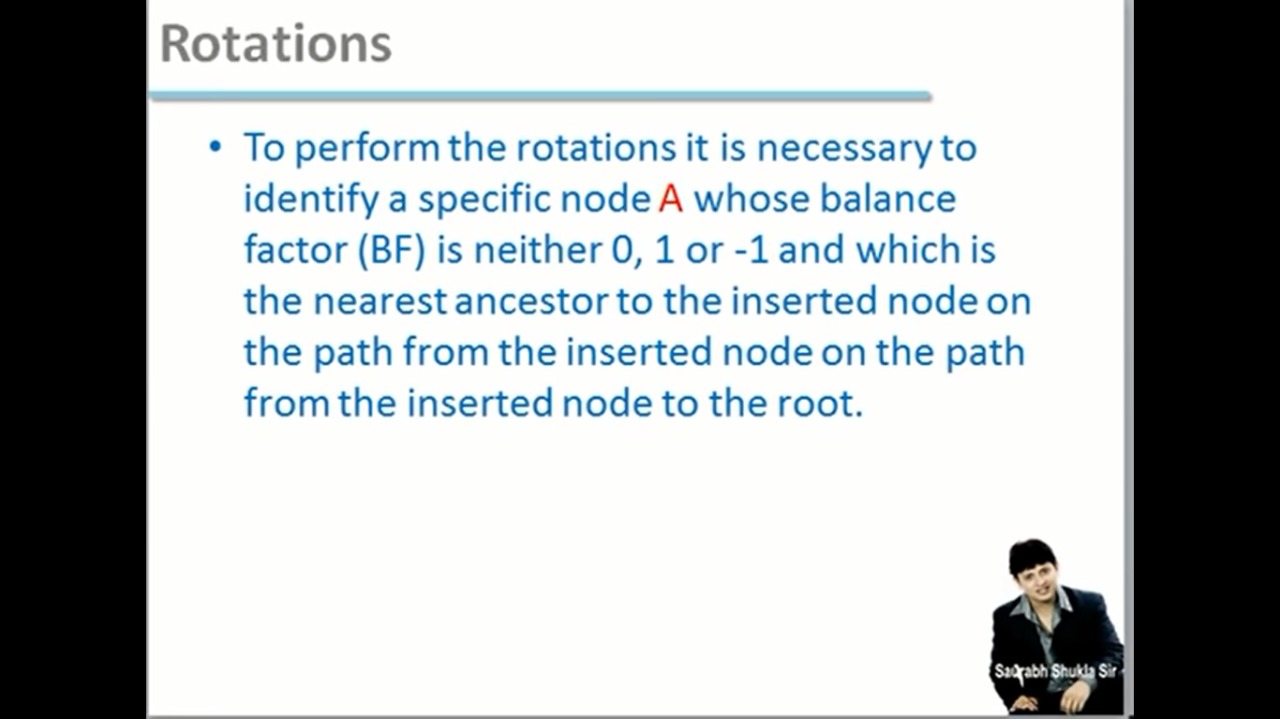 Rotations
• To perform the rotations it is necessary to
identify a specific node A whose balance
factor (BF) is neither 0, 1 or -1 and which is
the nearest ancestor to the inserted node on
the path from the inserted node on the path
from the inserted node to the root.
Saurabh Shukla Sir